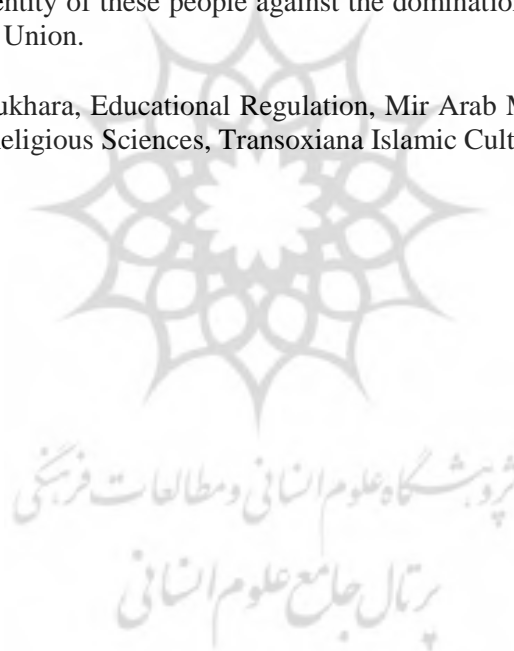 entity of these people against the domination
Union.
ukhara, Educational Regulation, Mir Arab M
eligious Sciences, Transoxiana Islamic Cult
پژوهشگاه علوم انسانی و مطالعات فرهنگی
پرتال جامع علوم انسانی